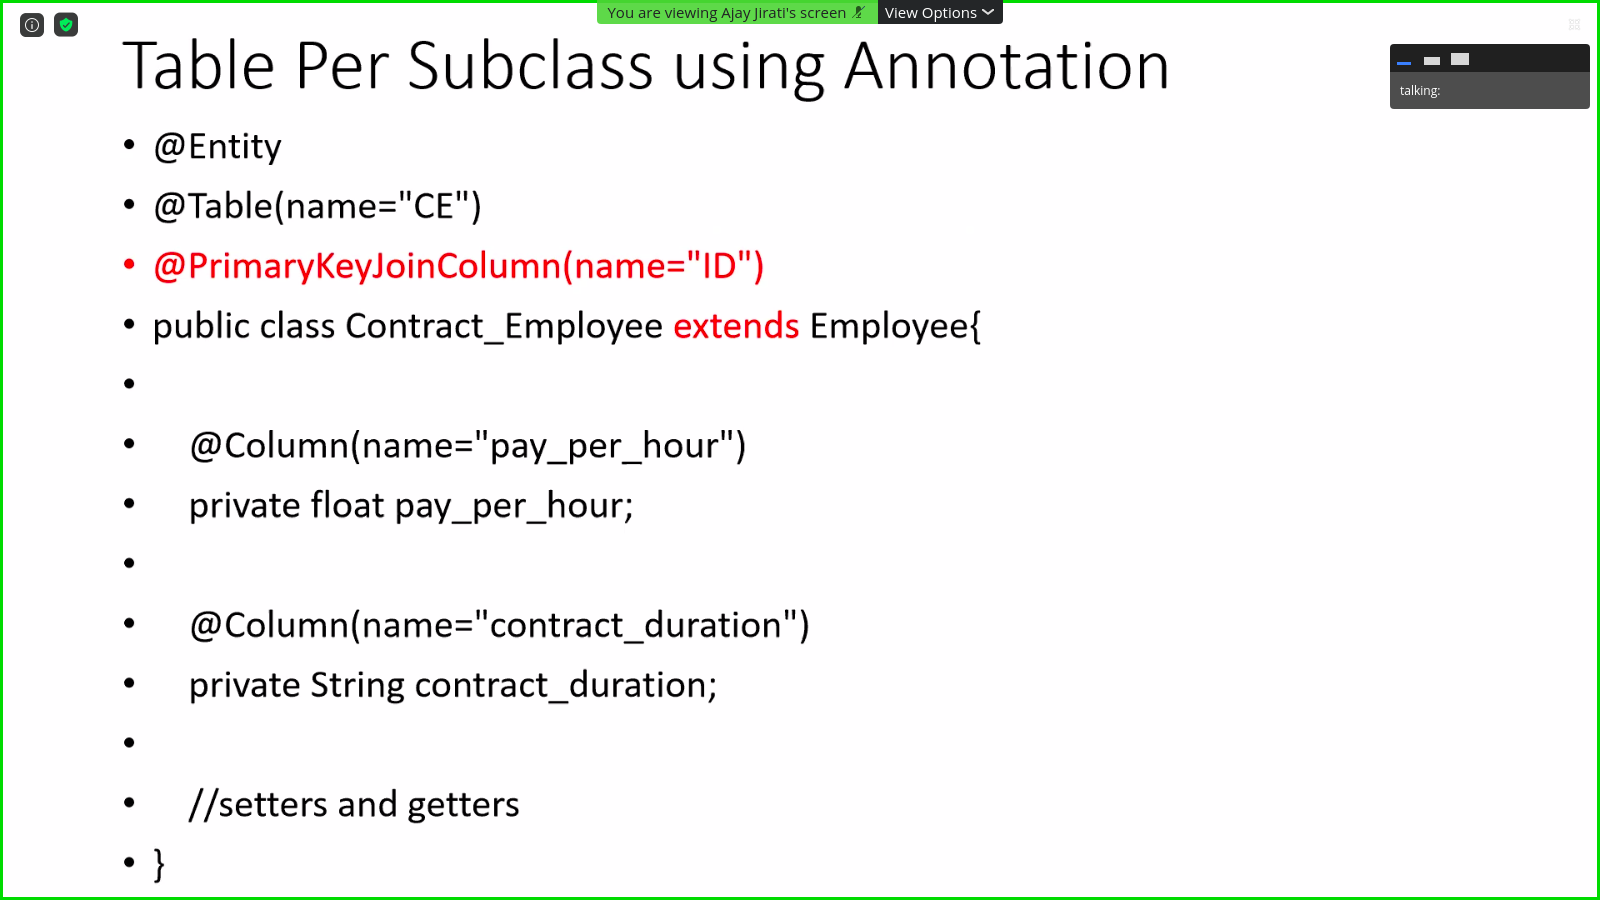 You are viewing Ajay Jirati's screen View Options
talking:
Table Per Subclass using Annotation
• @Entity
• @Table(name="CE")
• @PrimaryKeyJoinColumn(name="ID")
• public class Contract_Employee extends Employee{
•
• @Column(name="pay_per_hour")
• private float pay_per_hour;
•
• @Column(name="contract_duration")
• private String contract_duration;
•
• //setters and getters
• }